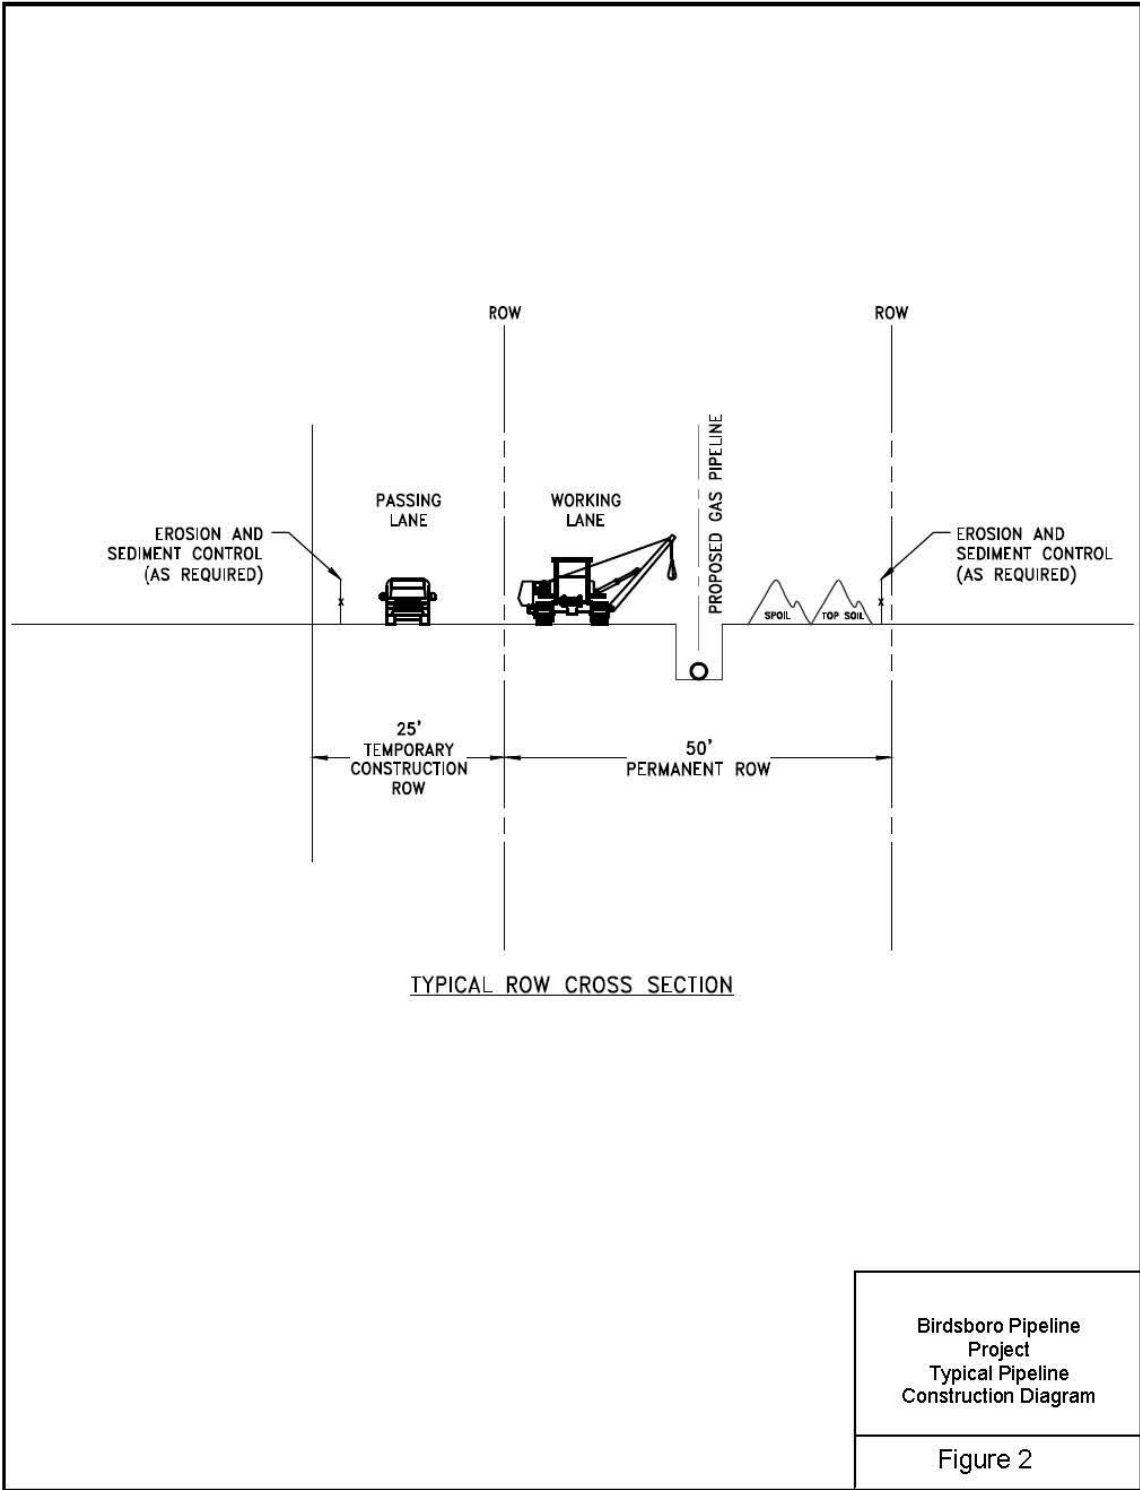 ROW
ROW
PROPOSED GAS PIPELINE
PASSING
LANE
WORKING
LANE
EROSION AND
SEDIMENT CONTROL
(AS REQUIRED)
EROSION AND
SEDIMENT CONTROL
(AS REQUIRED)
SPOIL
TOP SOIL
25'
TEMPORARY
CONSTRUCTION
ROW
50'
PERMANENT ROW
TYPICAL ROW CROSS SECTION
Birdsboro Pipeline
Project
Typical Pipeline
Construction Diagram
Figure 2